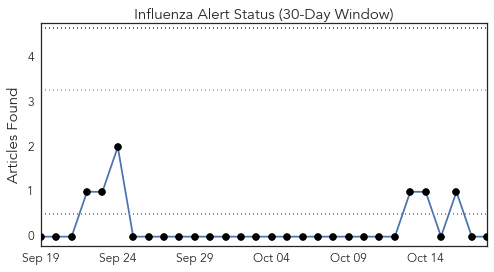 Influenza Alert Status (30-Day Window)
Articles Found
4
3
2
1
0
Sep 19 Sep 24 Sep 29 Oct 04 Oct 09 Oct 14